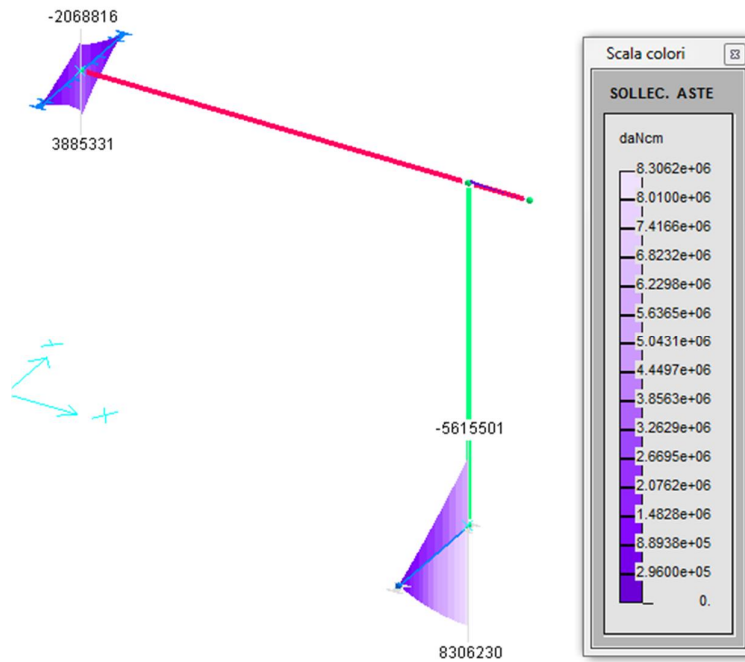 -2068816
3885331
-5615501
8306230
Y
X
Scala colori
SOLLEC. ASTE
daNcm
8.3062e+06
8.0100e+06
7.4166e+06
6.8232e+06
6.2298e+06
5.6365e+06
5.0431e+06
4.4497e+06
3.8563e+06
3.2629e+06
2.6695e+06
2.0762e+06
1.4828e+06
8.8938e+05
2.9600e+05
0.